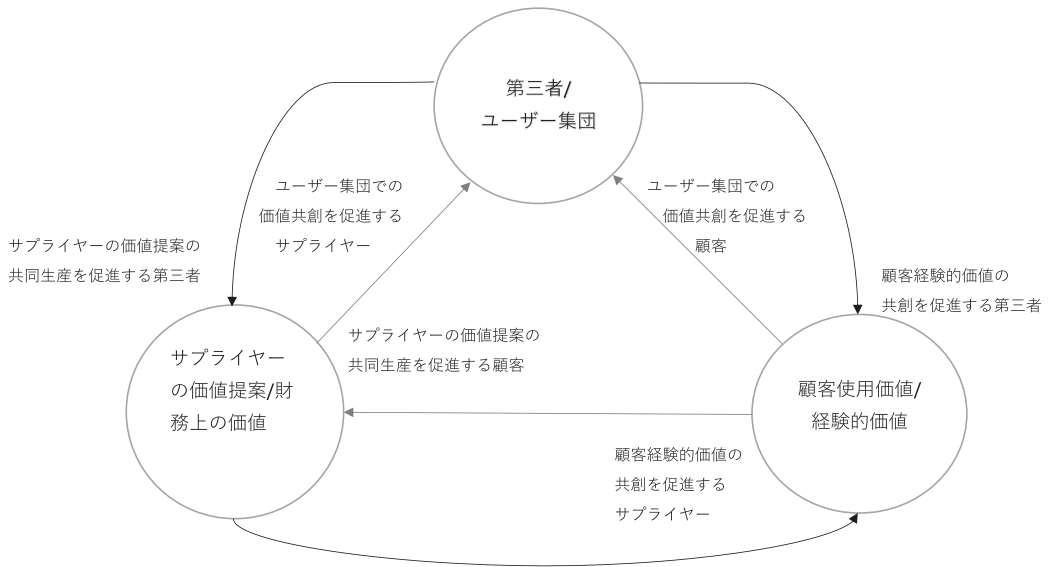 第三者/
ユーザー集団
ユーザー集団での
価値共創を促進する
サプライヤー
ユーザー集団での
価値共創を促進する
顧客
サプライヤーの価値提案の
共同生産を促進する第三者
顧客経験的価値の
共創を促進する第三者
サプライヤーの価値提案の
共同生産を促進する顧客
サプライヤー
の価値提案/財
務上の価値
顧客使用価値/
経験的価値
顧客経験的価値の
共創を促進する
サプライヤー